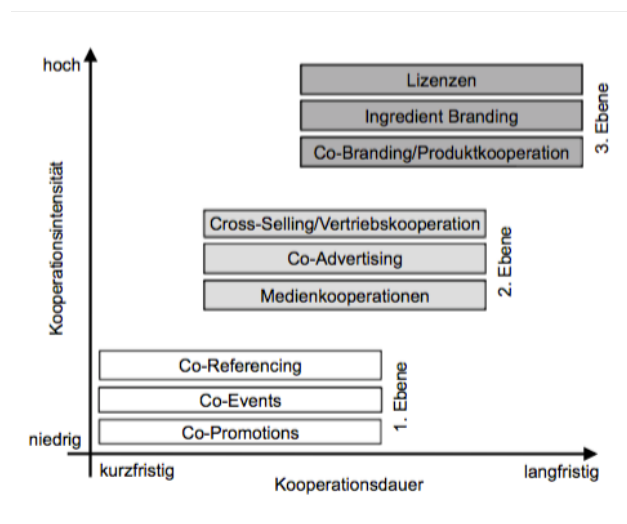 hoch
Kooperationsintensität
niedrig
Lizenzen
Ingredient Branding
Co-Branding/Produktkooperation
3. Ebene
Cross-Selling/Vertriebskooperation
Co-Advertising
Medienkooperationen
2. Ebene
Co-Referencing
Co-Events
Co-Promotions
1. Ebene
kurzfristig
Kooperationsdauer
langfristig